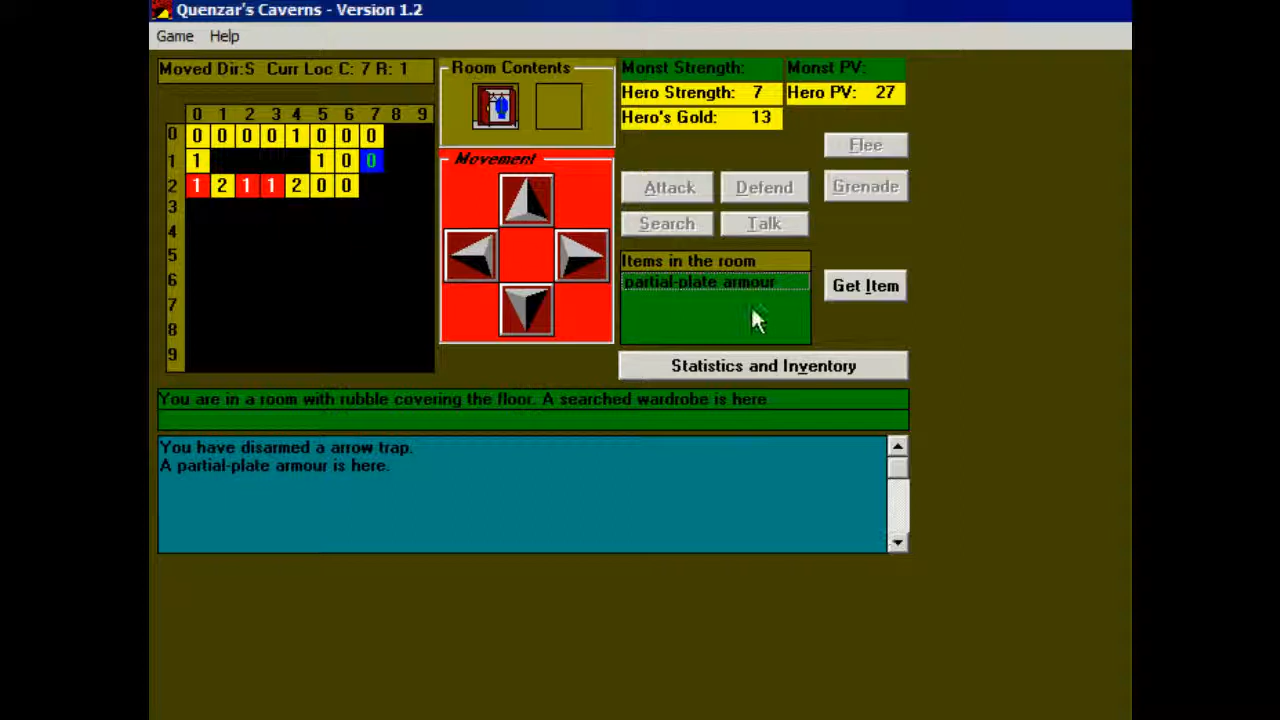 Quenzar's Caverns - Version 1.2
Game Help
Moved Dir:S Curr Loc C: 7 R: 1
0 1 2 3 4 5 6 7 8 9
0 0 0 0 0 1 0 0 0
1 1 1 0 0
2 1 2 1 1 2 0 0
3
4
5
6
7
8
9
Room Contents
Movement
Monst Strength: Monst PV:
Hero Strength: 7 Hero PV: 27
Hero's Gold: 13
Flee
Attack Defend Grenade
Search Talk
Items in the room
partial-plate armour
Get Item
Statistics and Inventory
You are in a room with rubble covering the floor. A searched wardrobe is here
You have disarmed a arrow trap.
A partial-plate armour is here.